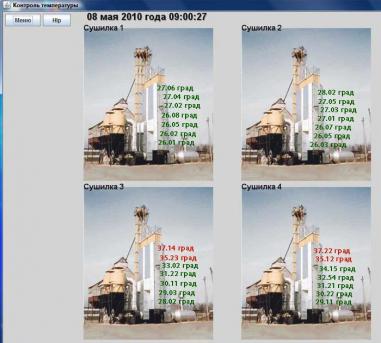 Контроль температуры
Меню Hlp
08 мая 2010 года 09:00:27
Сушилка 1
27.06 град
27.04 град
27.02 град
26.08 град
26.05 град
26.02 град
26.01 град
Сушилка 2
28.02 град
27.05 град
27.03 град
27.01 град
26.07 град
26.05 град
26.03 град
Сушилка 3
37.14 град
35.23 град
33.02 град
31.22 град
30.11 град
29.03 град
28.02 град
Сушилка 4
37.22 град
35.12 град
34.15 град
32.54 град
31.21 град
30.22 град
29.11 град